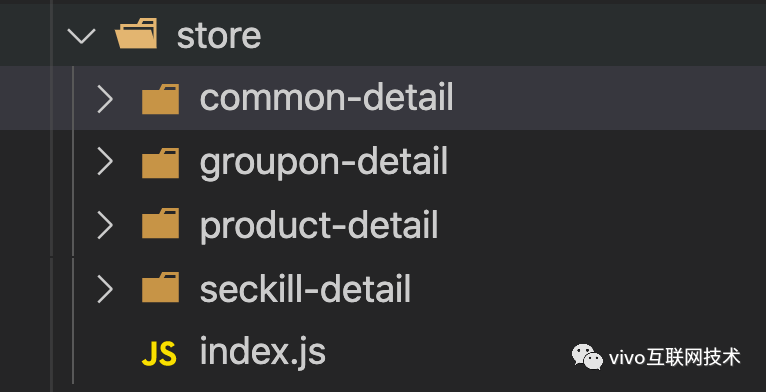 store
common-detail
groupon-detail
product-detail
seckill-detail
JS index.js
vivo互联网技术